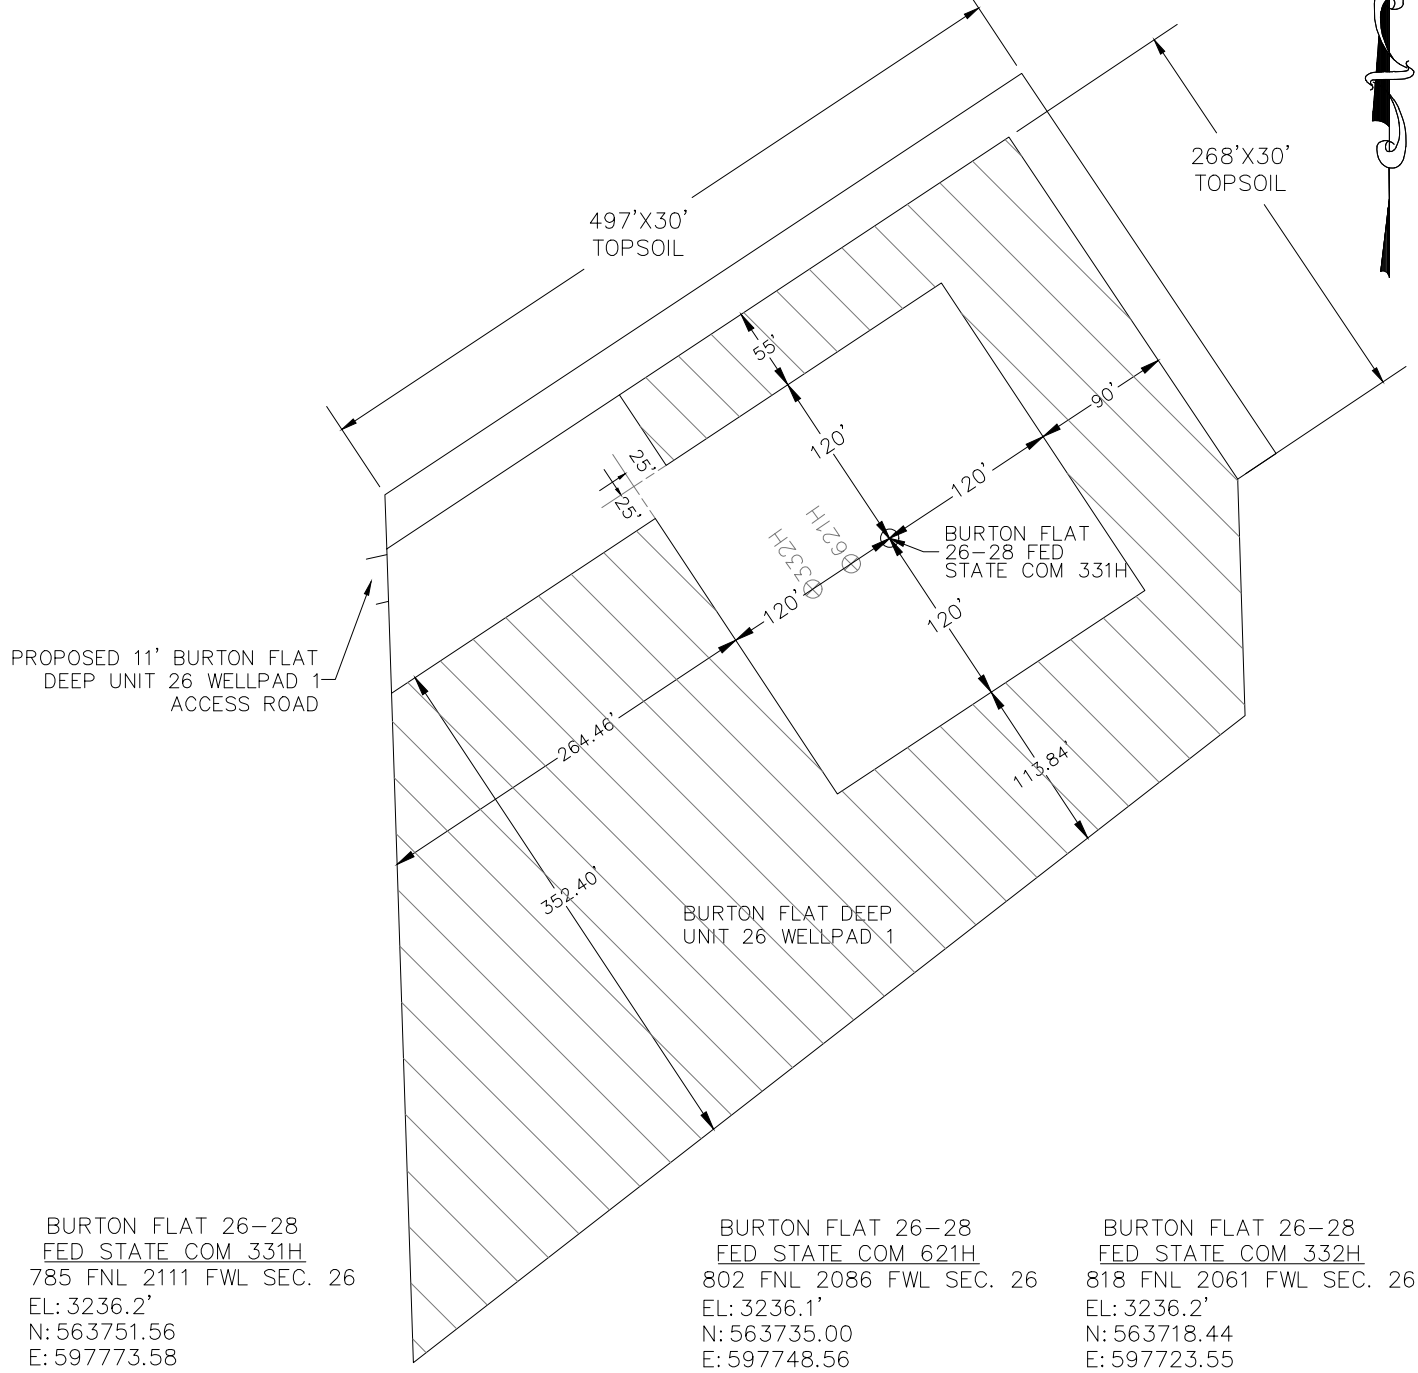 497'X30'
TOPSOIL
268'X30'
TOPSOIL
55'
90'
120'
120'
25'
25'
332H
621H
BURTON FLAT
26-28 FED
STATE COM 331H
120'
120'
PROPOSED 11' BURTON FLAT
DEEP UNIT 26 WELLPAD 1
ACCESS ROAD
264.46'
113.84'
352.40'
BURTON FLAT DEEP
UNIT 26 WELLPAD 1
BURTON FLAT 26-28
FED STATE COM 331H
785 FNL 2111 FWL SEC. 26
EL: 3236.2'
N: 563751.56
E: 597773.58
BURTON FLAT 26-28
FED STATE COM 621H
802 FNL 2086 FWL SEC. 26
EL: 3236.1'
N: 563735.00
E: 597748.56
BURTON FLAT 26-28
FED STATE COM 332H
818 FNL 2061 FWL SEC. 26
EL: 3236.2'
N: 563718.44
E: 597723.55